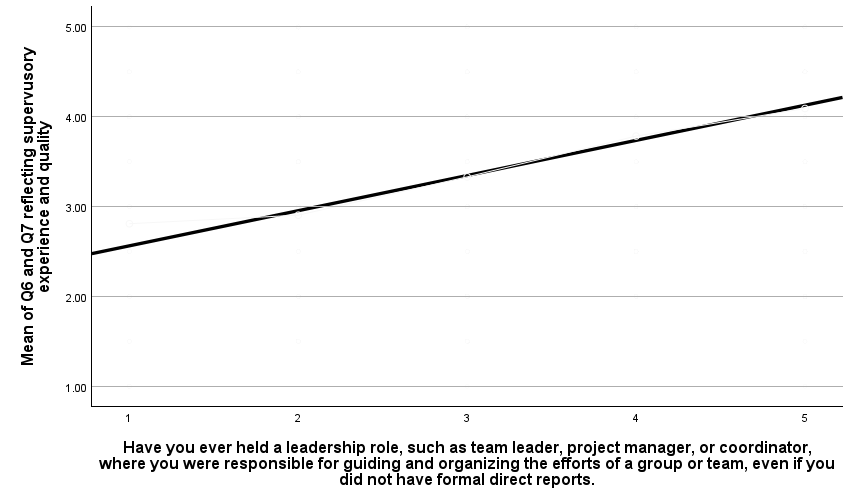 Mean of Q6 and Q7 reflecting supervusory
experience and quality
5.00
4.00
3.00
2.00
1.00
1 2 3 4 5
Have you ever held a leadership role, such as team leader, project manager, or coordinator,
where you were responsible for guiding and organizing the efforts of a group or team, even if you
did not have formal direct reports.